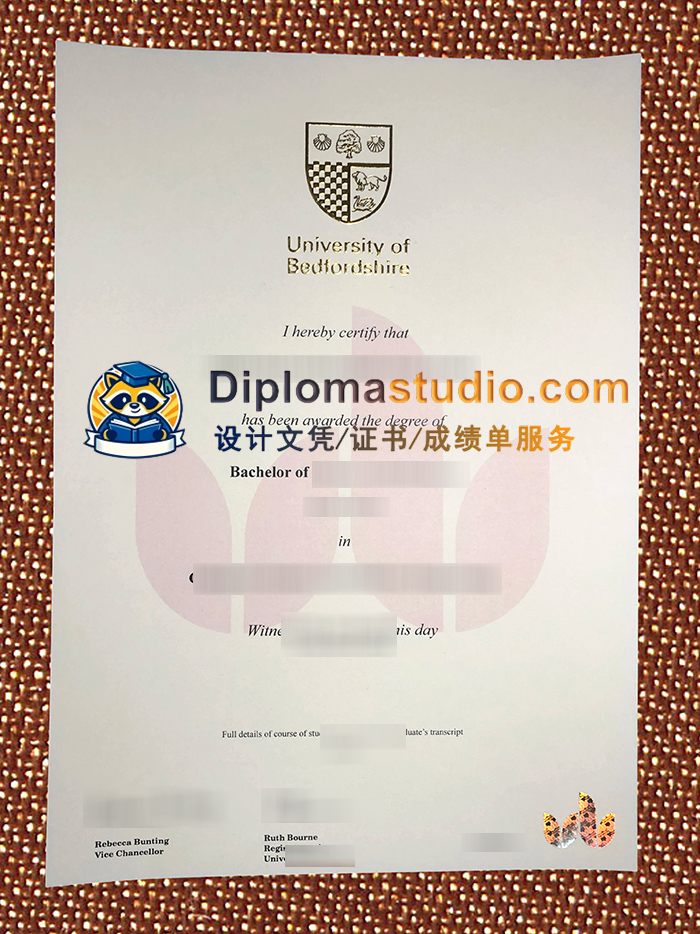 University of
Bedfordshire
I hereby certify that
Diplomastudio.com
has been awarded the degree of
设计文凭/证书/成绩单服务
Bachelor of
in
this day
Full details of course of transcript
Rebecca Bunting
Vice Chancellor
Ruth Bourne